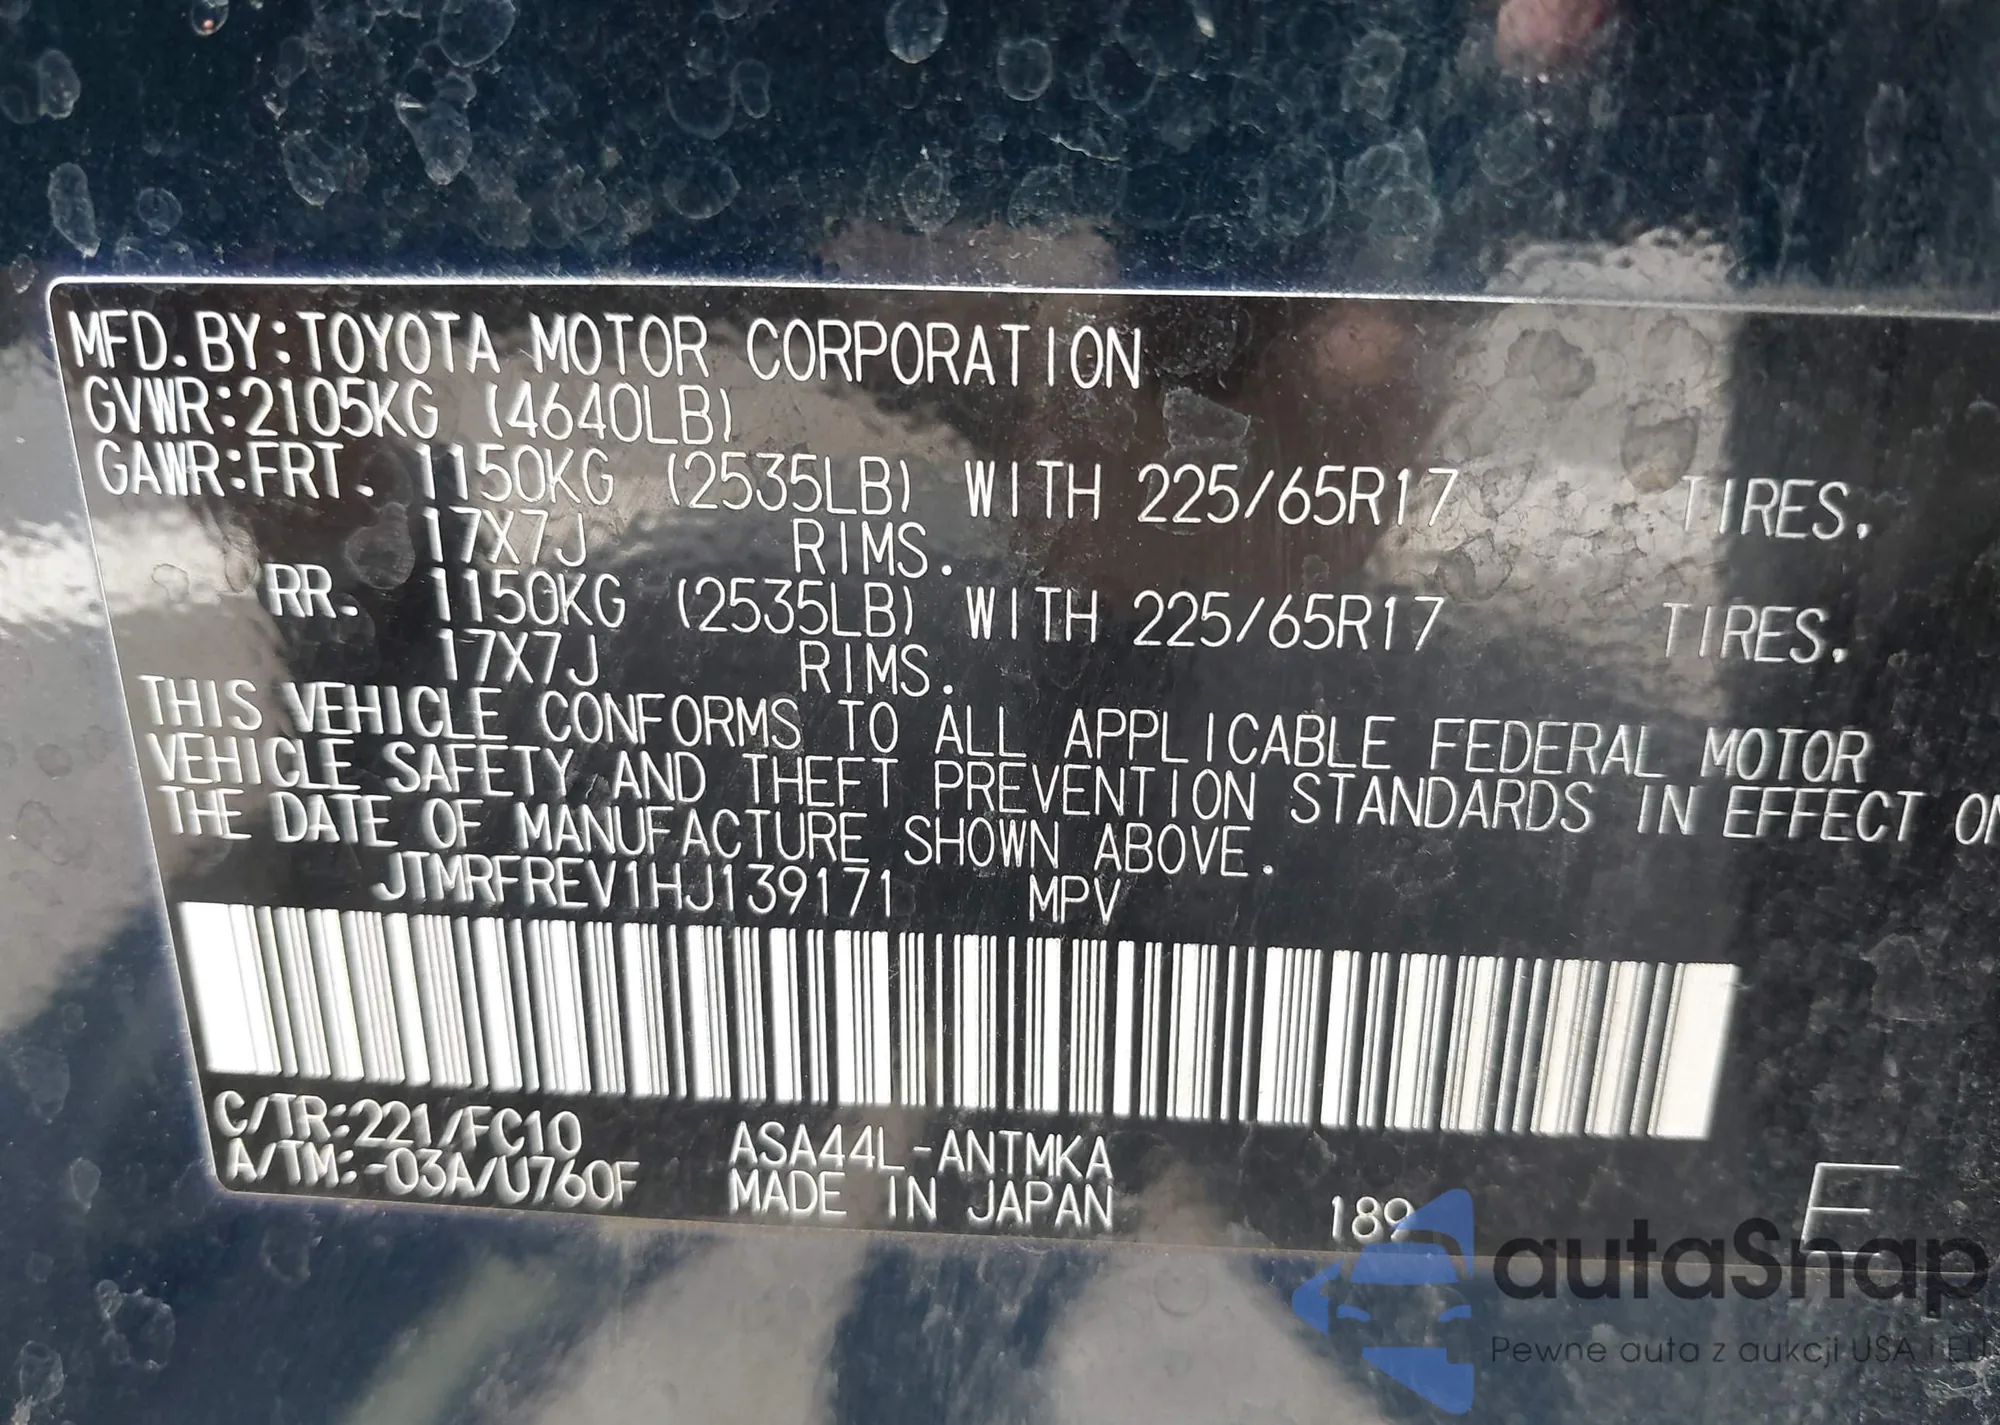 MFD.BY:TOYOTA MOTOR CORPORATION
GVWR:2105KG (4640LB)
GAWR:FRT. 1150KG (2535LB) WITH 225/65R17 TIRES,
17X7J RIMS.
RR. 1150KG (2535LB) WITH 225/65R17 TIRES,
17X7J RIMS.
THIS VEHICLE CONFORMS TO ALL APPLICABLE FEDERAL MOTOR
VEHICLE SAFETY AND THEFT PREVENTION STANDARDS IN EFFECT ON
THE DATE OF MANUFACTURE SHOWN ABOVE.
JTMRFREV1HJ139171 MPV
C/TR:221/FC10
A/TM:-03A/U760F
ASA44L-ANTMKA
MADE IN JAPAN
189
E
autaSnap
Pewne auta z aukcji USA i EU